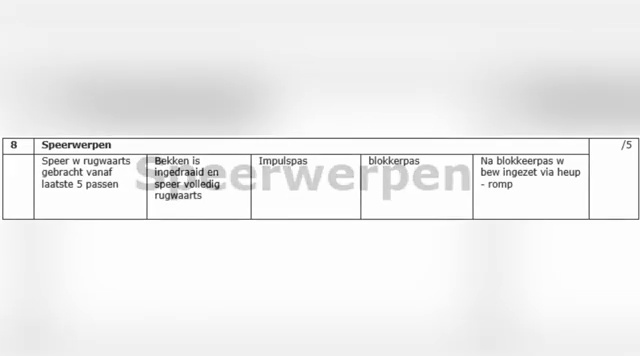 8 Speerwerpen /5
Speer w rugwaarts
gebracht vanaf
laatste 5 passen
Bekken is
ingedraaid en
speer volledig
rugwaarts
Impulspas
blokkerpas
Na blokkeerpas w
bew ingezet via heup
- romp
Speerwerpen